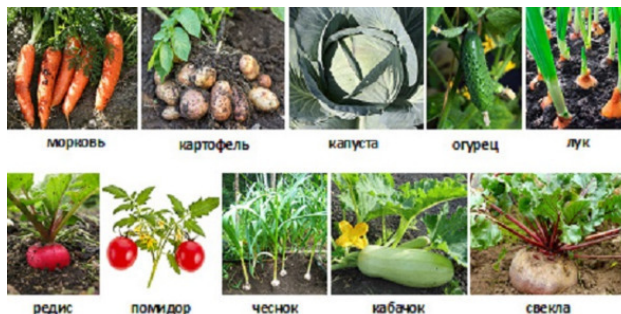 морковь картофель капуста огурец лук
редис помидор чеснок кабачок свекла